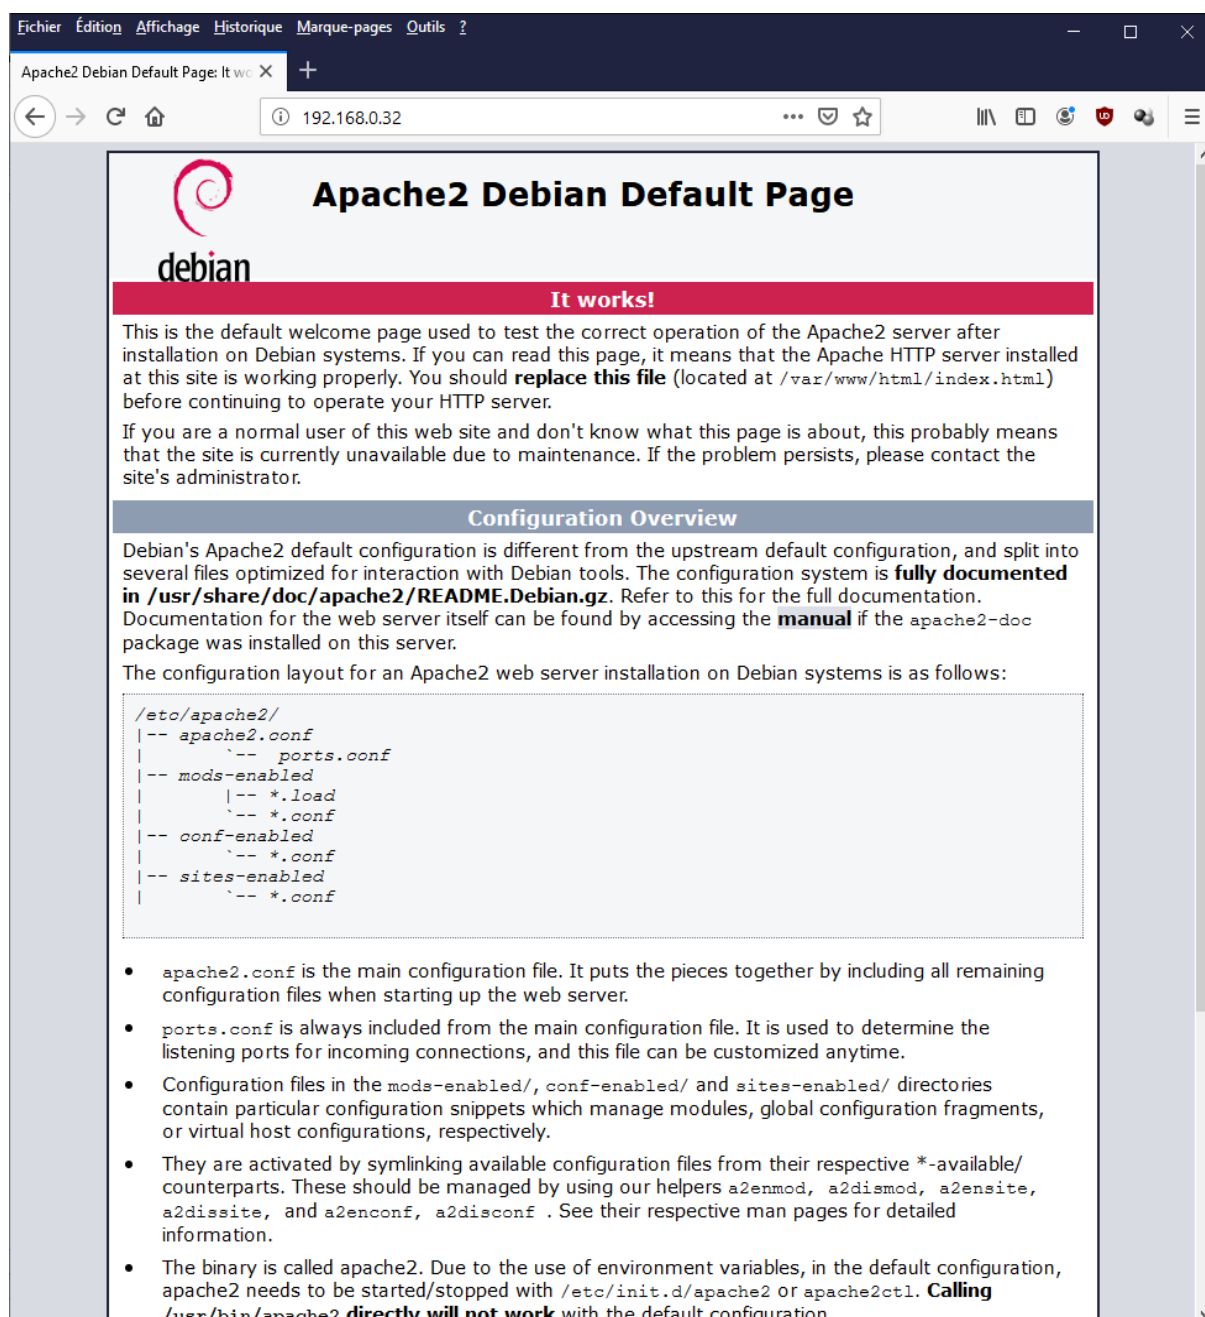 Fichier Édition Affichage Historique Marque-pages Outils ?
Apache2 Debian Default Page: It
192.168.0.32
debian
Apache2 Debian Default Page
It works!
This is the default welcome page used to test the correct operation of the Apache2 server after
installation on Debian systems. If you can read this page, it means that the Apache HTTP server installed
at this site is working properly. You should replace this file (located at /var/www/html/index.html)
before continuing to operate your HTTP server.
If you are a normal user of this web site and don't know what this page is about, this probably means
that the site is currently unavailable due to maintenance. If the problem persists, please contact the
site's administrator.
Configuration Overview
Debian's Apache2 default configuration is different from the upstream default configuration, and split into
several files optimized for interaction with Debian tools. The configuration system is fully documented
in /usr/share/doc/apache2/README.Debian.gz. Refer to this for the full documentation.
Documentation for the web server itself can be found by accessing the manual if the apache2-doc
package was installed on this server.
The configuration layout for an Apache2 web server installation on Debian systems is as follows:
/etc/apache2/
|-- apache2.conf
|       `--  ports.conf
|-- mods-enabled
|       |-- *.load
|       `-- *.conf
|-- conf-enabled
|       `-- *.conf
|-- sites-enabled
|       `-- *.conf
• apache2.conf is the main configuration file. It puts the pieces together by including all remaining
configuration files when starting up the web server.
• ports.conf is always included from the main configuration file. It is used to determine the
listening ports for incoming connections, and this file can be customized anytime.
• Configuration files in the mods-enabled/, conf-enabled/ and sites-enabled/ directories
contain particular configuration snippets which manage modules, global configuration fragments,
or virtual host configurations, respectively.
• They are activated by symlinking available configuration files from their respective *-available/
counterparts. These should be managed by using our helpers a2enmod, a2dismod, a2ensite,
a2dissite, and a2enconf, a2disconf . See their respective man pages for detailed
information.
• The binary is called apache2. Due to the use of environment variables, in the default configuration,
apache2 needs to be started/stopped with /etc/init.d/apache2 or apache2ctl. Calling
/usr/bin/apache2 directly will not work with the default configuration.